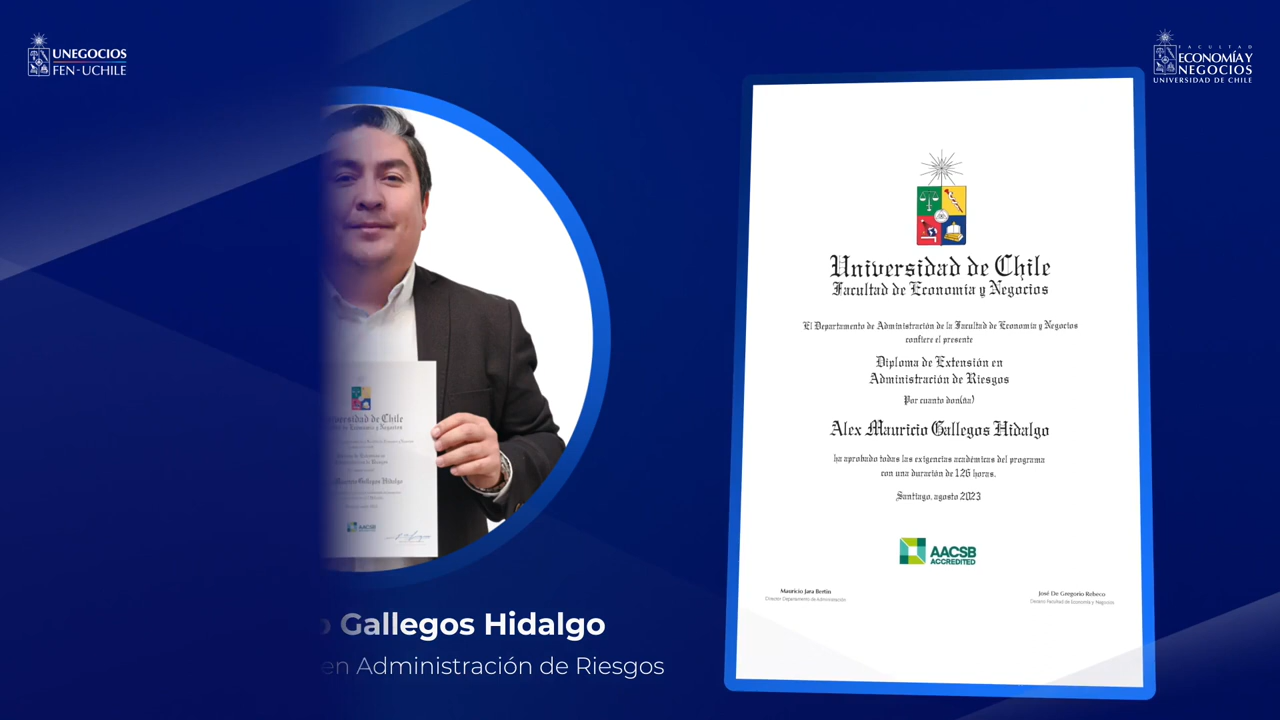 UNEGOCIOS
FEN-UCHILE
FACULTAD
ECONOMÍA Y
NEGOCIOS
UNIVERSIDAD DE CHILE
Universidad de Chile
Facultad de Economía y Negocios
El Departamento de Administración de la Facultad de Economía y Negocios
confiere el presente
Diploma de Extensión en
Administración de Riesgos
Por cuanto don(ña)
Alex Mauricio Gallegos Hidalgo
ha aprobado todas las exigencias académicas del programa
con una duración de 126 horas.
Santiago, agosto 2023
AACSB
ACCREDITED
Mauricio Jara Bertín
Director Departamento de Administración
José De Gregorio Rebeco
Decano Facultad de Economía y Negocios
Gallegos Hidalgo
en Administración de Riesgos